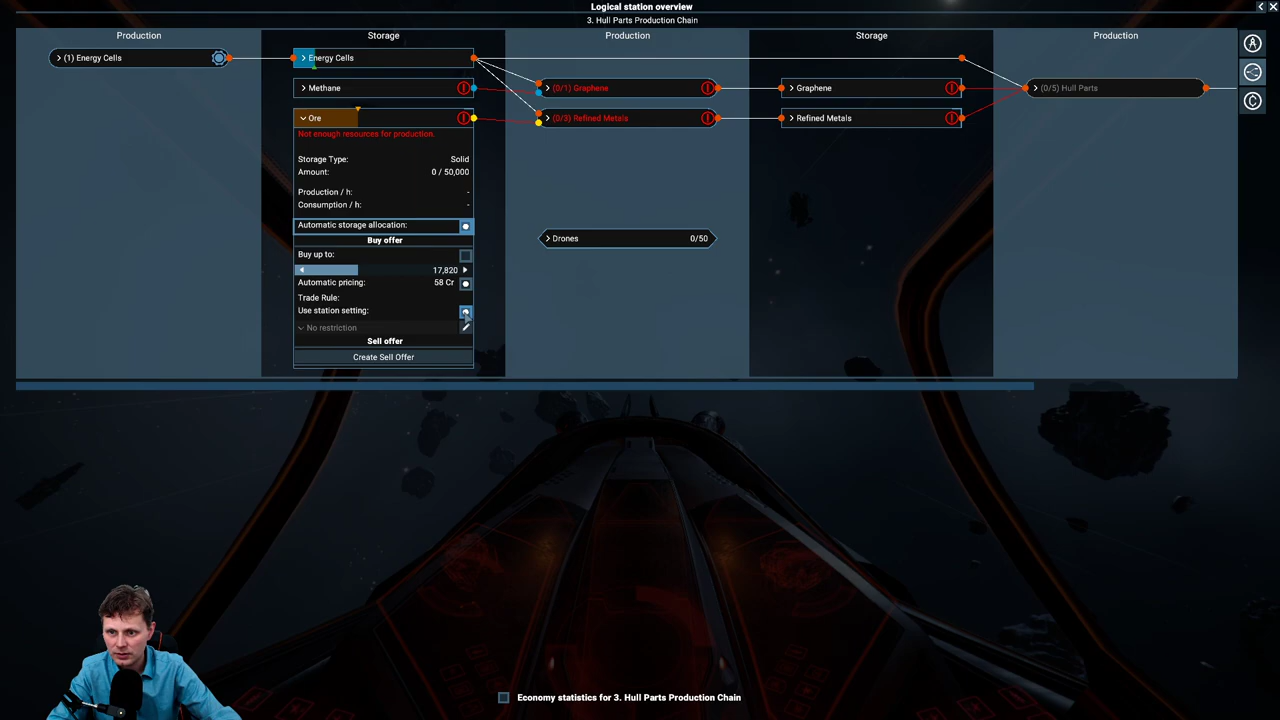 Logical station overview
3. Hull Parts Production Chain
Production
Storage
Production
Storage
Production
(1) Energy Cells
Energy Cells
Methane
(0/1) Graphene
Graphene
(0/5) Hull Parts
Ore
(0/3) Refined Metals
Refined Metals
Not enough resources for production.
Storage Type: Solid
Amount: 0 / 50,000
Production / h: -
Consumption / h: -
Automatic storage allocation:
Buy offer
Buy up to:
17,820
Automatic pricing: 58 Cr
Trade Rule:
Use station setting:
No restriction
Sell offer
Create Sell Offer
Drones 0/50
A
C
Economy statistics for 3. Hull Parts Production Chain